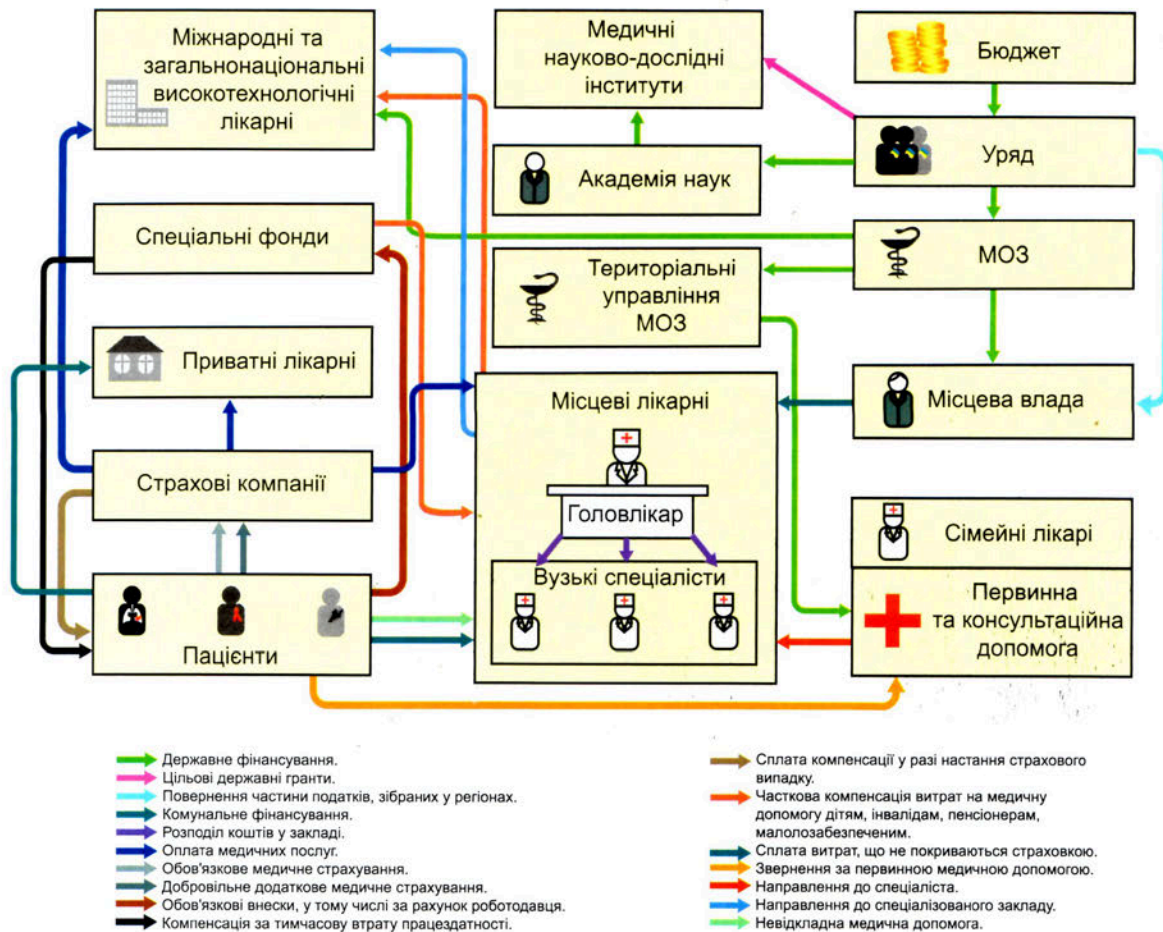 Міжнародні та
загальнонаціональні
високотехнологічні
лікарні
Медичні
науково-дослідні
інститути
Бюджет
Уряд
Академія наук
Спеціальні фонди
МОЗ
Територіальні
управління
МОЗ
Приватні лікарні
Місцеві лікарні
Місцева влада
Страхові компанії
Головлікар
Сімейні лікарі
Вузькі спеціалісти
Первинна
та консультаційна
допомога
Пацієнти
Державне фінансування.
Цільові державні гранти.
Повернення частини податків, зібраних у регіонах.
Комунальне фінансування.
Розподіл коштів у закладі.
Оплата медичних послуг.
Обов'язкове медичне страхування.
Добровільне додаткове медичне страхування.
Обов'язкові внески, у тому числі за рахунок роботодавця.
Компенсація за тимчасову втрату працездатності.
Сплата компенсації у разі настання страхового
випадку.
Часткова компенсація витрат на медичну
допомогу дітям, інвалідам, пенсіонерам,
малозабезпеченим.
Сплата витрат, що не покриваються страховкою.
Звернення за первинною медичною допомогою.
Направлення до спеціаліста.
Направлення до спеціалізованого закладу.
Невідкладна медична допомога.